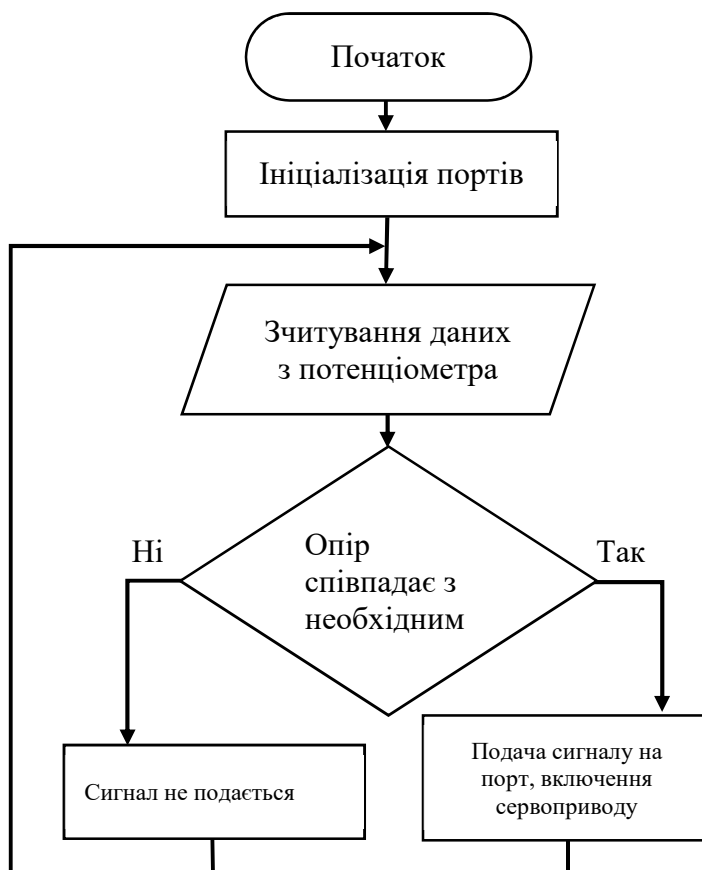 Початок
Ініціалізація портів
Зчитування даних
з потенціометра
Ні
Опір
співпадає з
необхідним
Так
Сигнал не подається
Подача сигналу на
порт, включення
сервоприводу